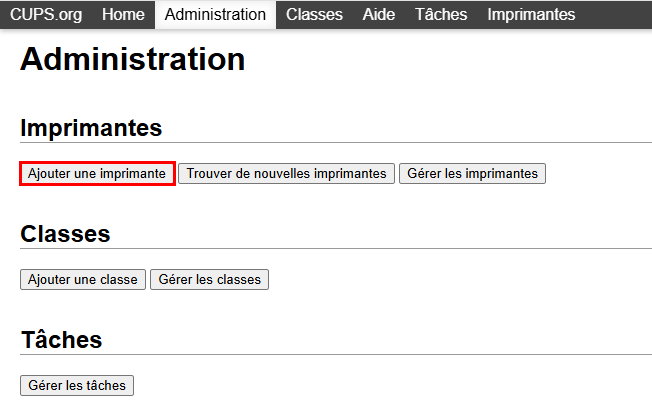 CUPS.org Home Administration Classes Aide Tâches Imprimantes
Administration
Imprimantes
Ajouter une imprimante Trouver de nouvelles imprimantes Gérer les imprimantes
Classes
Ajouter une classe Gérer les classes
Tâches
Gérer les tâches